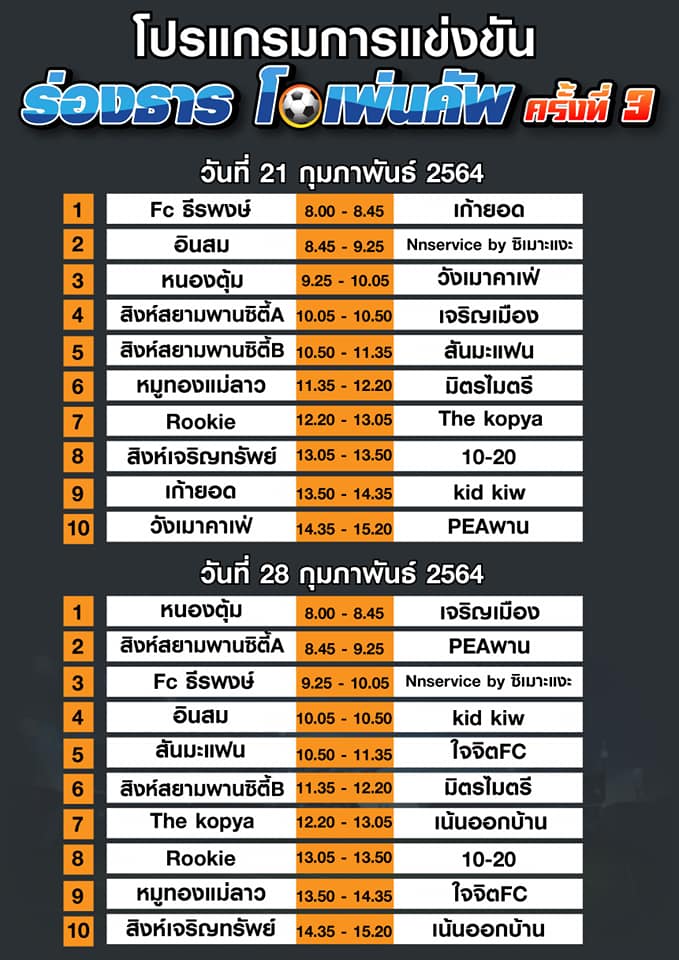 โปรแกรมการแข่งขัน
ร่องธาร โอเพ่นคัพ ครั้งที่ 3
วันที่ 21 กุมภาพันธ์ 2564
1 Fc ธีรพงษ์ 8.00 - 8.45 เก้ายอด
2 อินสม 8.45 - 9.25 Nnservice by ชิเมาะแงะ
3 หนองตุ้ม 9.25 - 10.05 วังเมาคาเฟ่
4 สิงห์สยามพานซิตี้A 10.05 - 10.50 เจริญเมือง
5 สิงห์สยามพานซิตี้B 10.50 - 11.35 สันมะแฟน
6 หมูทองแม่ลาว 11.35 - 12.20 มิตรไมตรี
7 Rookie 12.20 - 13.05 The kopya
8 สิงห์เจริญทรัพย์ 13.05 - 13.50 10-20
9 เก้ายอด 13.50 - 14.35 kid kiw
10 วังเมาคาเฟ่ 14.35 - 15.20 PEAพาน
วันที่ 28 กุมภาพันธ์ 2564
1 หนองตุ้ม 8.00 - 8.45 เจริญเมือง
2 สิงห์สยามพานซิตี้A 8.45 - 9.25 PEAพาน
3 Fc ธีรพงษ์ 9.25 - 10.05 Nnservice by ชิเมาะแงะ
4 อินสม 10.05 - 10.50 kid kiw
5 สันมะแฟน 10.50 - 11.35 ใจจิตFC
6 สิงห์สยามพานซิตี้B 11.35 - 12.20 มิตรไมตรี
7 The kopya 12.20 - 13.05 เน้นออกบ้าน
8 Rookie 13.05 - 13.50 10-20
9 หมูทองแม่ลาว 13.50 - 14.35 ใจจิตFC
10 สิงห์เจริญทรัพย์ 14.35 - 15.20 เน้นออกบ้าน